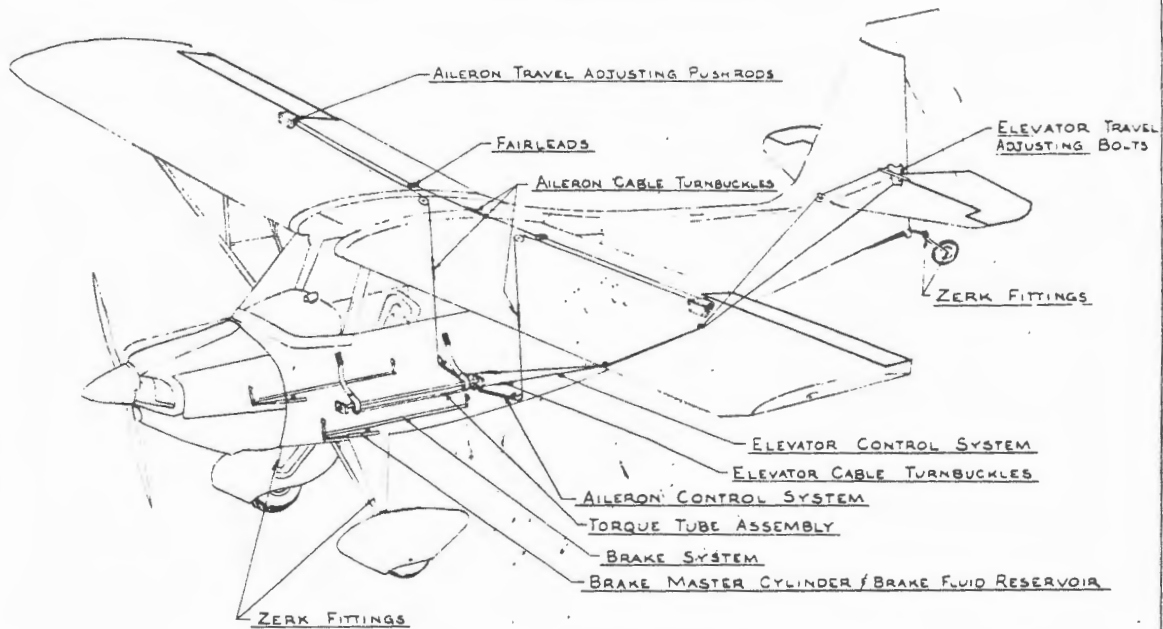 AILERON TRAVEL ADJUSTING PUSHRODS
ELEVATOR TRAVEL
ADJUSTING BOLTS
FAIRLEADS
AILERON CABLE TURNBUCKLES
ZERK FITTINGS
ELEVATOR CONTROL SYSTEM
ELEVATOR CABLE TURNBUCKLES
AILERON CONTROL SYSTEM
TORQUE TUBE ASSEMBLY
BRAKE SYSTEM
BRAKE MASTER CYLINDER / BRAKE FLUID RESERVOIR
ZERK FITTINGS